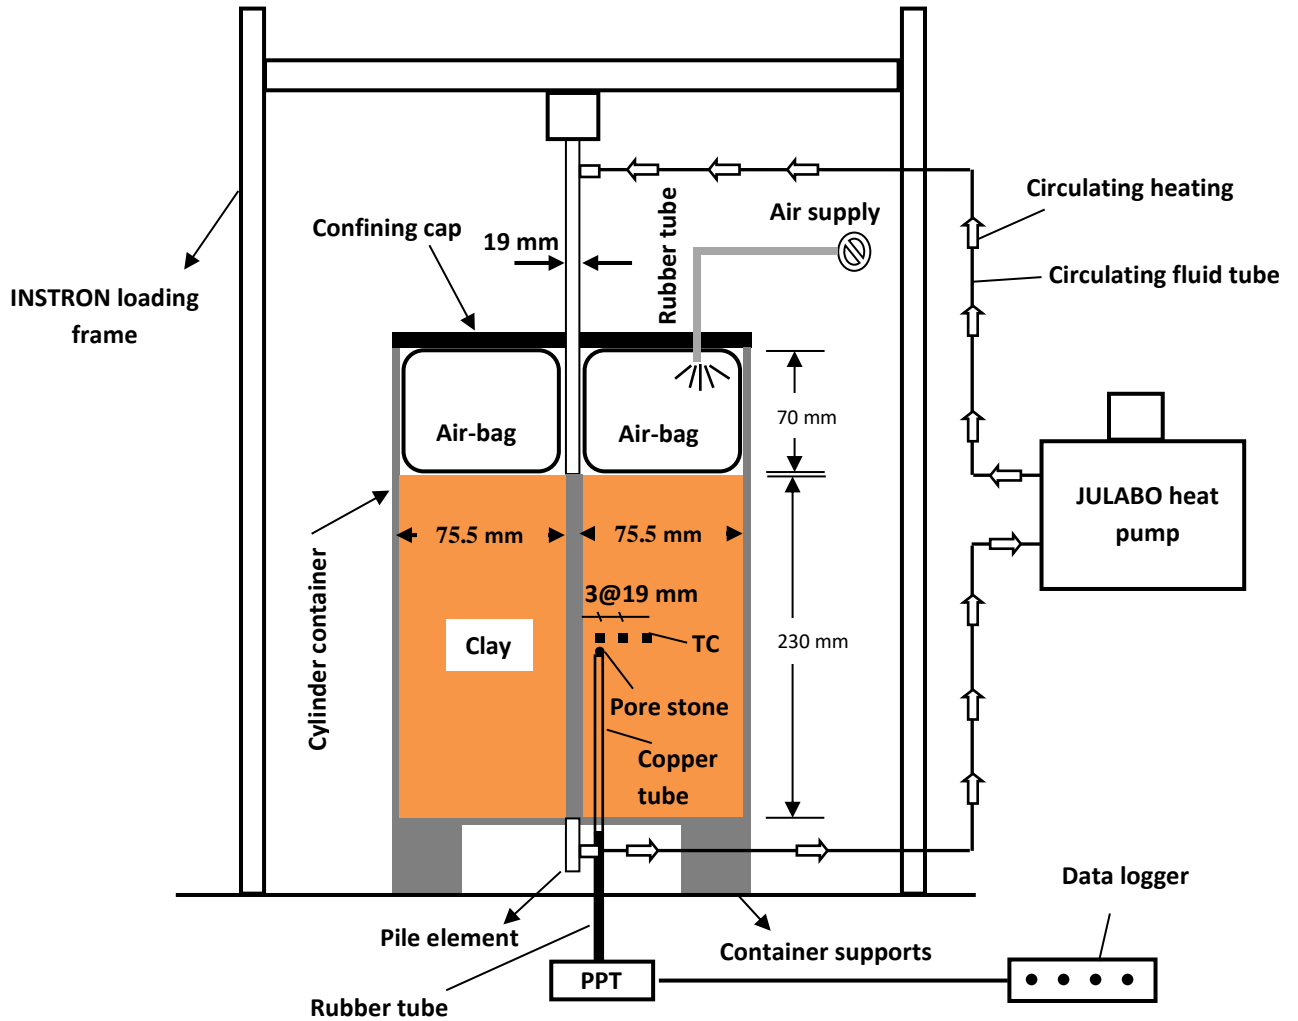 Circulating heating
Rubber tube
Air supply
Confining cap
19 mm
Circulating fluid tube
INSTRON loading
frame
70 mm
Air-bag
Air-bag
JULABO heat
pump
75.5 mm
75.5 mm
Cylinder container
3@19 mm
Clay
TC
230 mm
Pore stone
Copper
tube
Data logger
Pile element
Container supports
PPT
Rubber tube